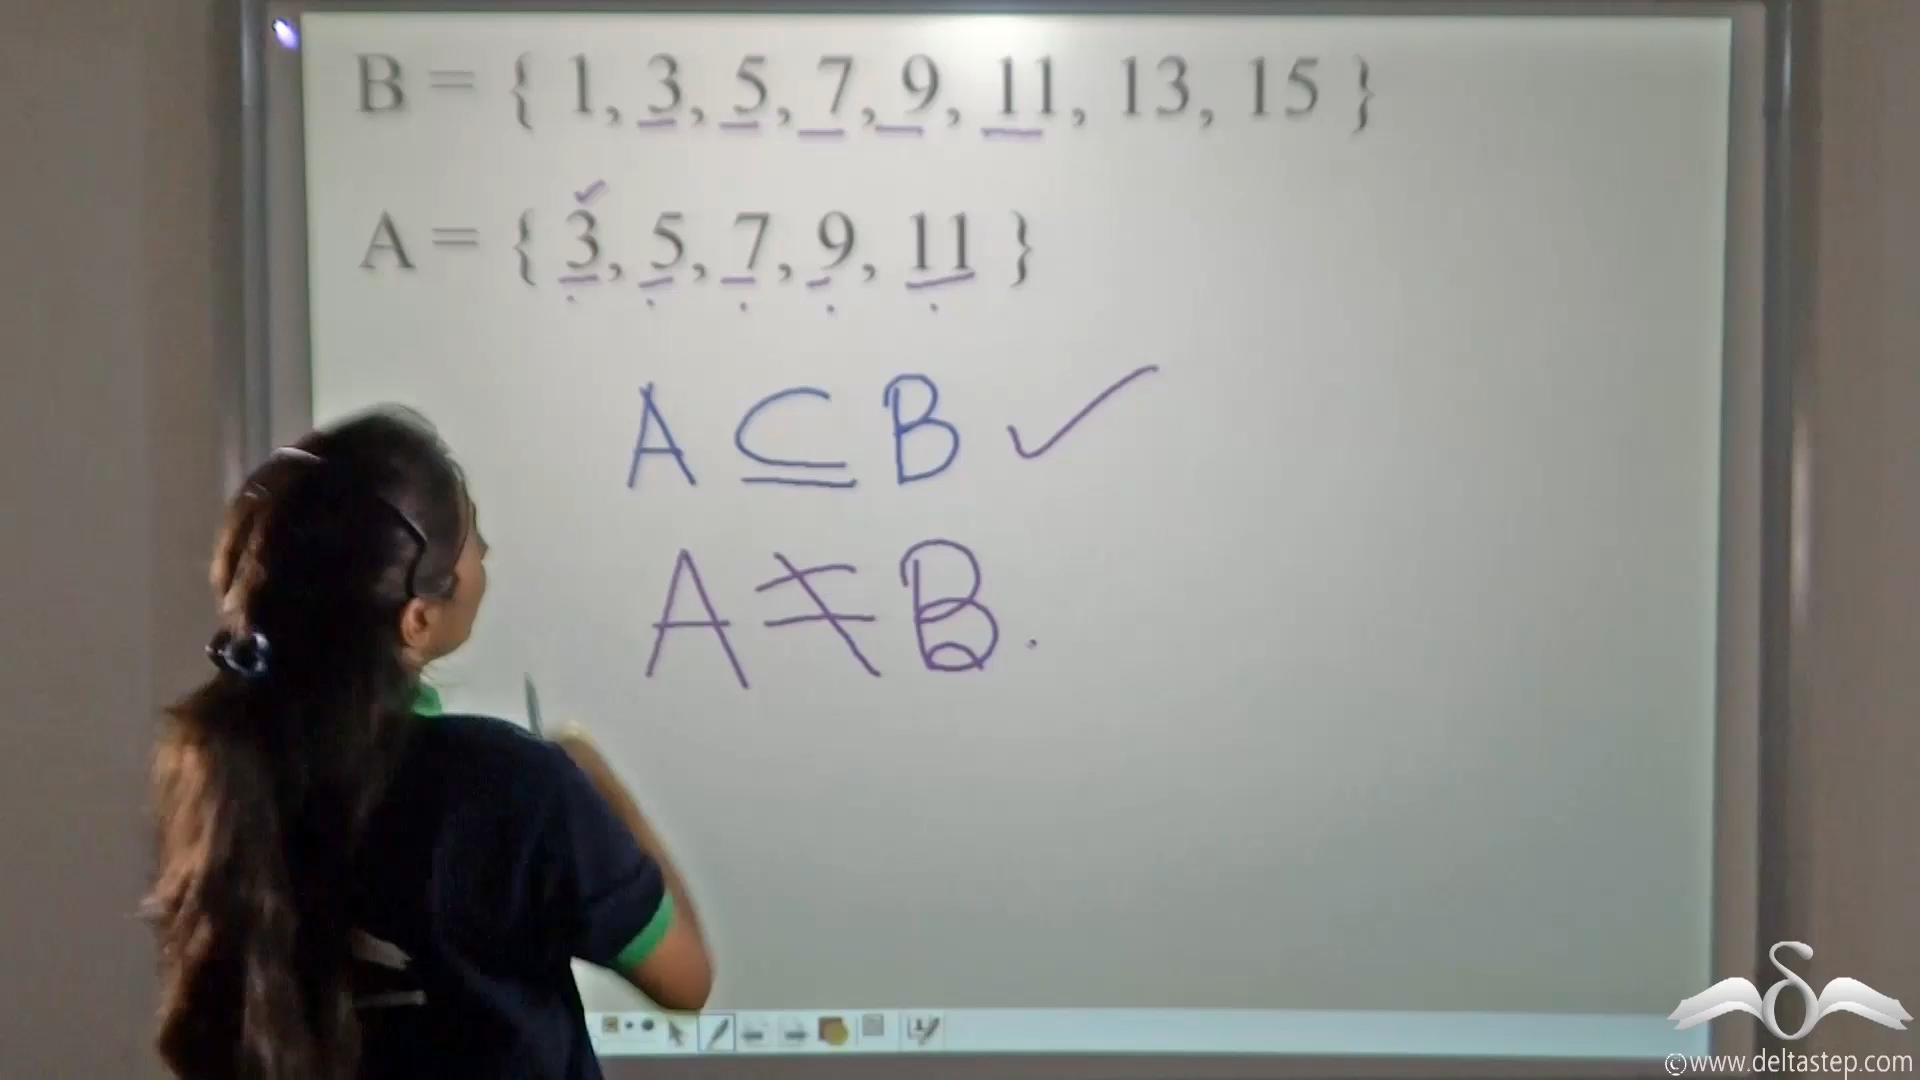 B = { 1, 3, 5, 7, 9, 11, 13, 15 }
A = { 3, 5, 7, 9, 11 }
A ⊆ B ✓
A ≠ B.
©www.deltastep.com